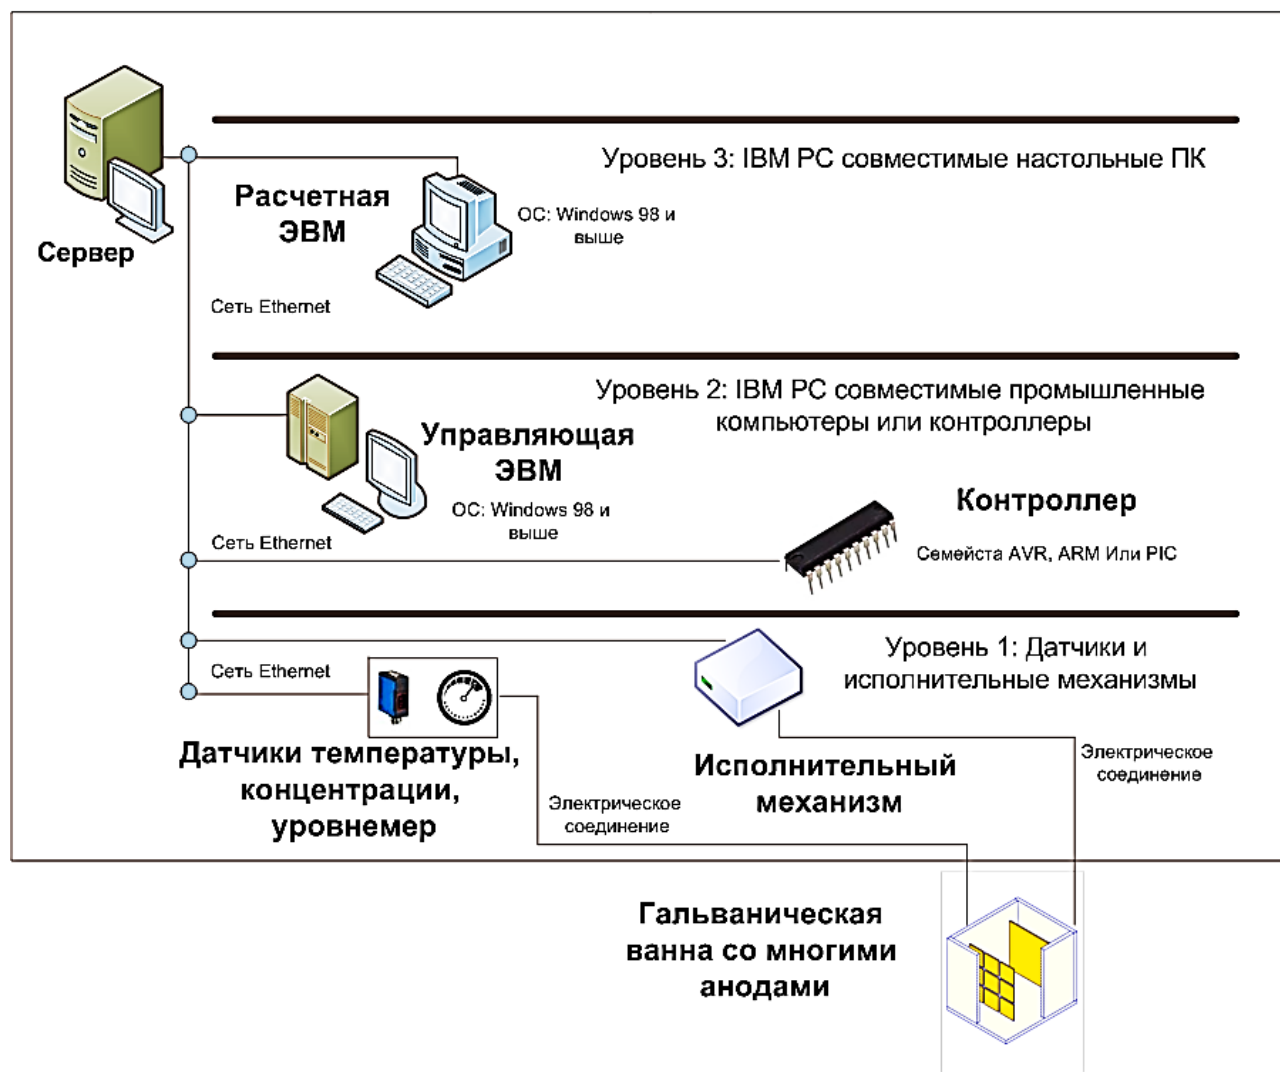 Уровень 3: IBM PC совместимые настольные ПК
Расчетная
ЭВМ
ОС: Windows 98 и
выше
Сервер
Сеть Ethernet
Уровень 2: IBM PC совместимые промышленные
компьютеры или контроллеры
Управляющая
ЭВМ
ОС: Windows 98 и
выше
Контроллер
Семейста AVR, ARM Или PIC
Сеть Ethernet
Уровень 1: Датчики и
исполнительные механизмы
Сеть Ethernet
Датчики температуры,
концентрации,
уровнемер
Исполнительный
механизм
Электрическое
соединение
Электрическое
соединение
Гальваническая
ванна со многими
анодами